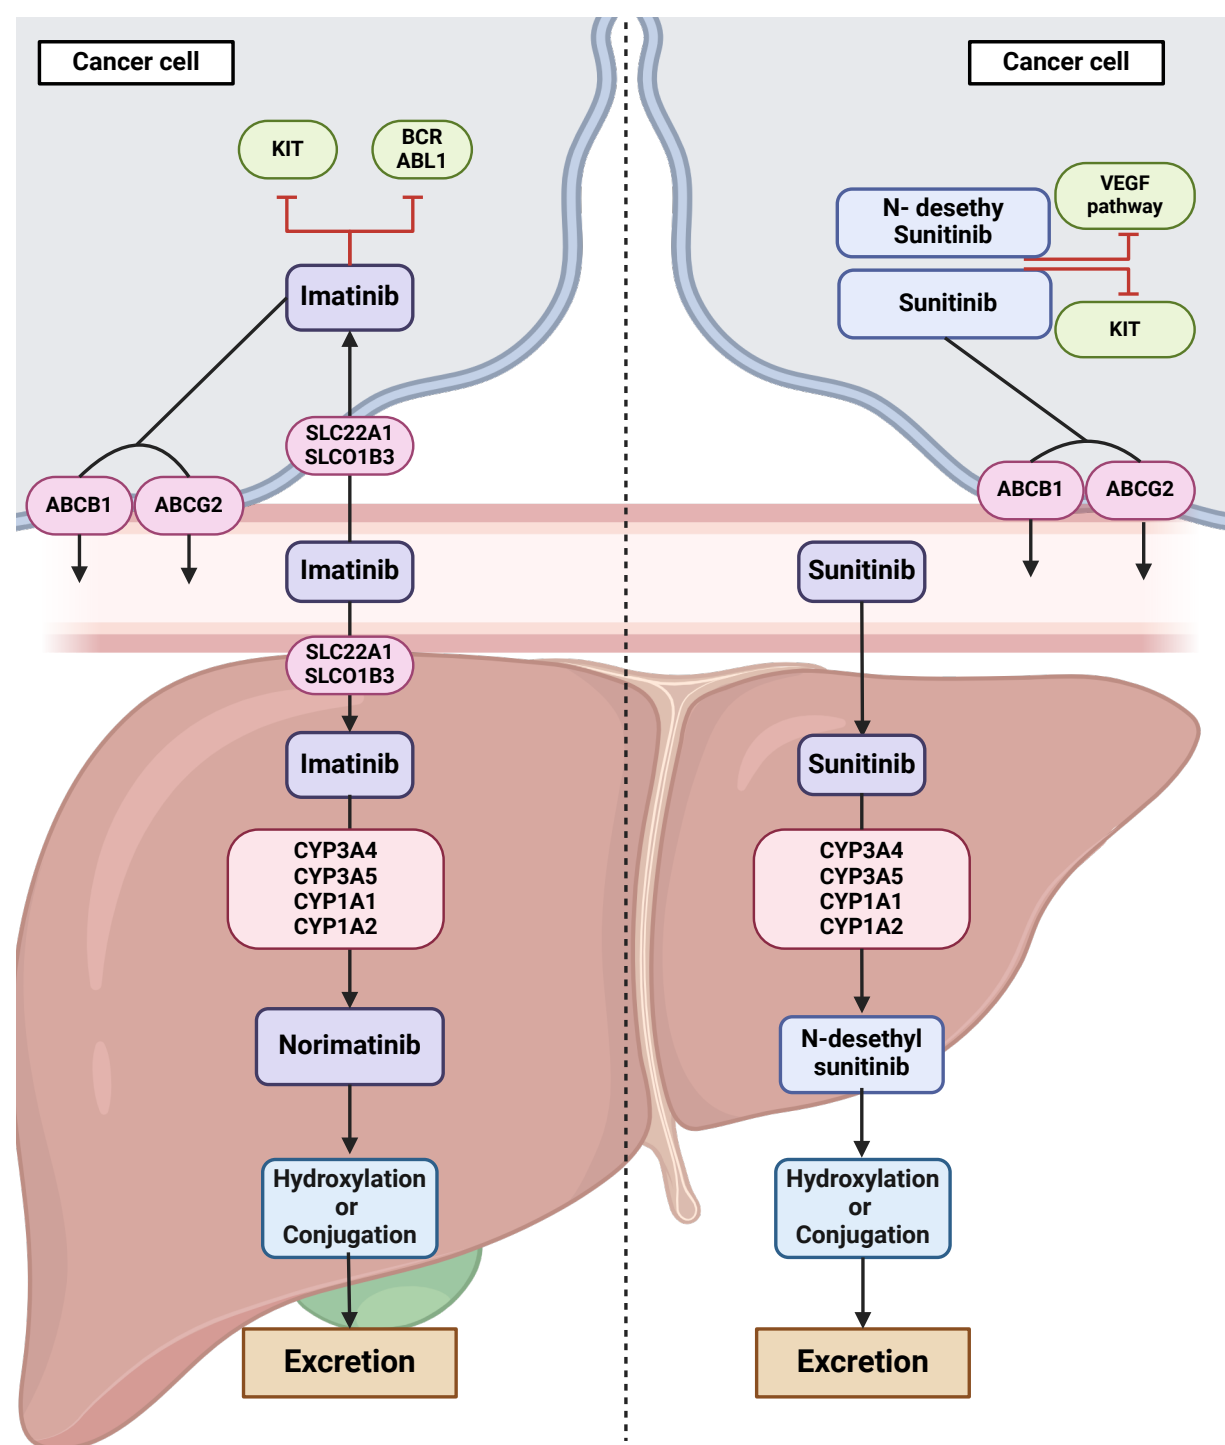 Cancer cell
KIT
BCR
ABL1
Imatinib
SLC22A1
SLCO1B3
ABCB1
ABCG2
Imatinib
SLC22A1
SLCO1B3
Imatinib
CYP3A4
CYP3A5
CYP1A1
CYP1A2
Norimatinib
Hydroxylation
or
Conjugation
Excretion
Cancer cell
VEGF
pathway
N- desethy
Sunitinib
Sunitinib
KIT
ABCB1
ABCG2
Sunitinib
Sunitinib
CYP3A4
CYP3A5
CYP1A1
CYP1A2
N-desethyl
sunitinib
Hydroxylation
or
Conjugation
Excretion